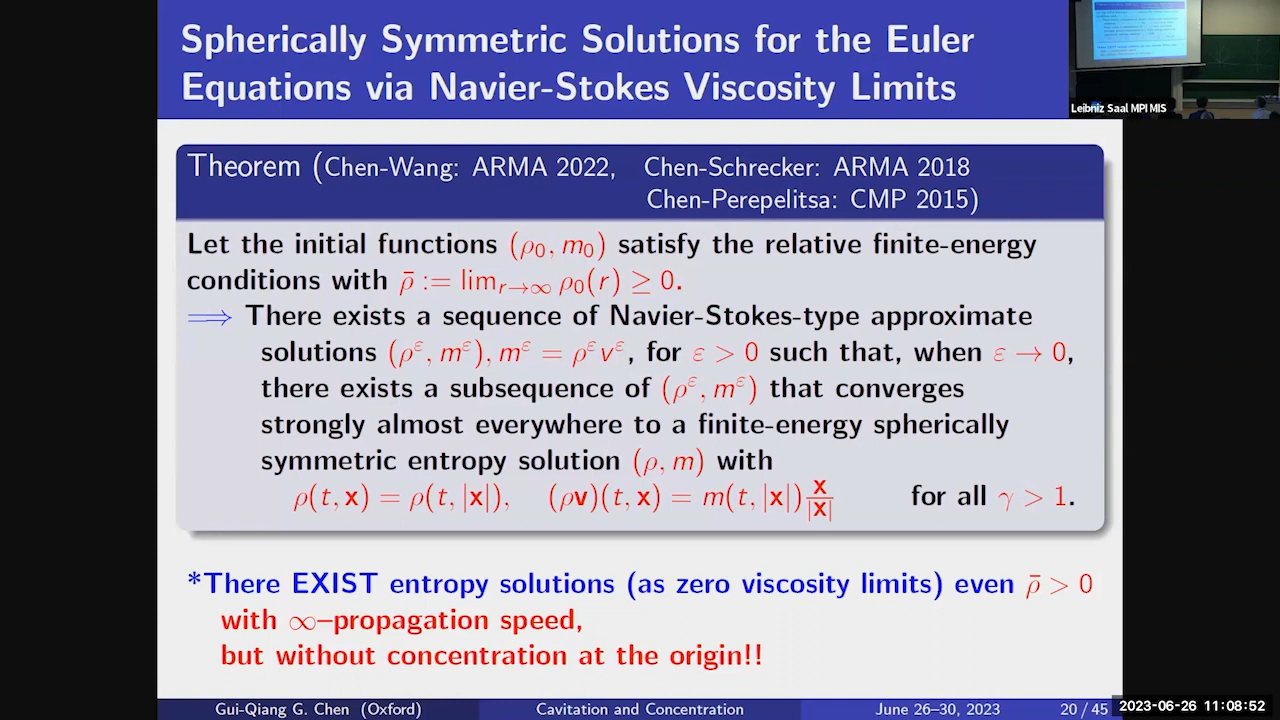 Spherically Symmetric Solutions for the Euler
Equations via Navier-Stokes Viscosity Limits
Leibniz Saal MPI MIS
Theorem (Chen-Wang: ARMA 2022, Chen-Schrecker: ARMA 2018
Chen-Perepelitsa: CMP 2015)
Let the initial functions (ρ₀, m₀) satisfy the relative finite-energy
conditions with ρ̄ := lim_{r→∞} ρ₀(r) ≥ 0.
⟹ There exists a sequence of Navier-Stokes-type approximate
solutions (ρ^ε, m^ε), m^ε = ρ^ε v^ε, for ε > 0 such that, when ε → 0,
there exists a subsequence of (ρ^ε, m^ε) that converges
strongly almost everywhere to a finite-energy spherically
symmetric entropy solution (ρ, m) with
ρ(t, x) = ρ(t, |x|), (ρv)(t, x) = m(t, |x|) x/|x| for all γ > 1.
*There EXIST entropy solutions (as zero viscosity limits) even ρ̄ > 0
with ∞–propagation speed,
but without concentration at the origin!!
Gui-Qiang G. Chen (Oxford) Cavitation and Concentration June 26–30, 2023 20 / 45
2023-06-26 11:08:52